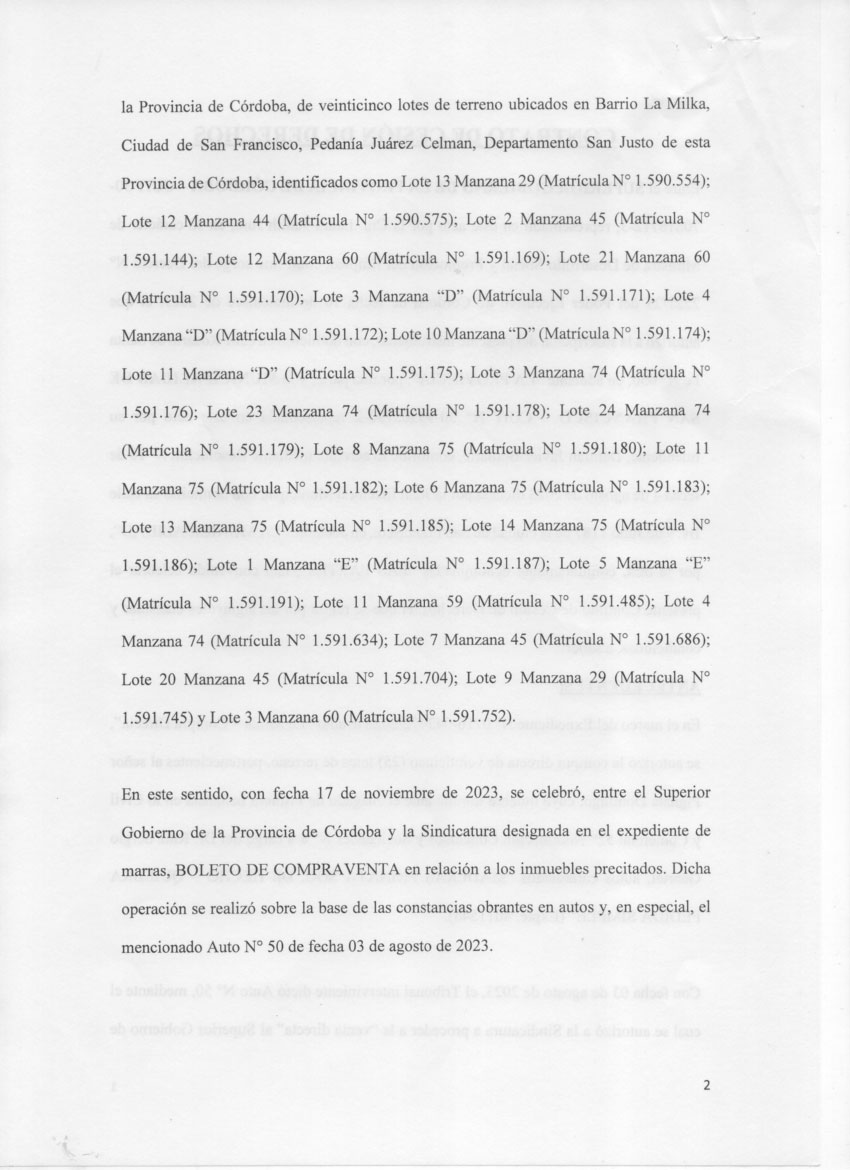 la Provincia de Córdoba, de veinticinco lotes de terreno ubicados en Barrio La Milka,
Ciudad de San Francisco, Pedanía Juárez Celman, Departamento San Justo de esta
Provincia de Córdoba, identificados como Lote 13 Manzana 29 (Matrícula N° 1.590.554);
Lote 12 Manzana 44 (Matrícula N° 1.590.575); Lote 2 Manzana 45 (Matrícula N°
1.591.144); Lote 12 Manzana 60 (Matrícula N° 1.591.169); Lote 21 Manzana 60
(Matrícula N° 1.591.170); Lote 3 Manzana “D” (Matrícula N° 1.591.171); Lote 4
Manzana “D” (Matrícula N° 1.591.172); Lote 10 Manzana “D” (Matrícula N° 1.591.174);
Lote 11 Manzana “D” (Matrícula N° 1.591.175); Lote 3 Manzana 74 (Matrícula N°
1.591.176); Lote 23 Manzana 74 (Matrícula N° 1.591.178); Lote 24 Manzana 74
(Matrícula N° 1.591.179); Lote 8 Manzana 75 (Matrícula N° 1.591.180); Lote 11
Manzana 75 (Matrícula N° 1.591.182); Lote 6 Manzana 75 (Matrícula N° 1.591.183);
Lote 13 Manzana 75 (Matrícula N° 1.591.185); Lote 14 Manzana 75 (Matrícula N°
1.591.186); Lote 1 Manzana “E” (Matrícula N° 1.591.187); Lote 5 Manzana “E”
(Matrícula N° 1.591.191); Lote 11 Manzana 59 (Matrícula N° 1.591.485); Lote 4
Manzana 74 (Matrícula N° 1.591.634); Lote 7 Manzana 45 (Matrícula N° 1.591.686);
Lote 20 Manzana 45 (Matrícula N° 1.591.704); Lote 9 Manzana 29 (Matrícula N°
1.591.745) y Lote 3 Manzana 60 (Matrícula N° 1.591.752).
En este sentido, con fecha 17 de noviembre de 2023, se celebró, entre el Superior
Gobierno de la Provincia de Córdoba y la Sindicatura designada en el expediente de
marras, BOLETO DE COMPRAVENTA en relación a los inmuebles precitados. Dicha
operación se realizó sobre la base de las constancias obrantes en autos y, en especial, el
mencionado Auto N° 50 de fecha 03 de agosto de 2023.
2